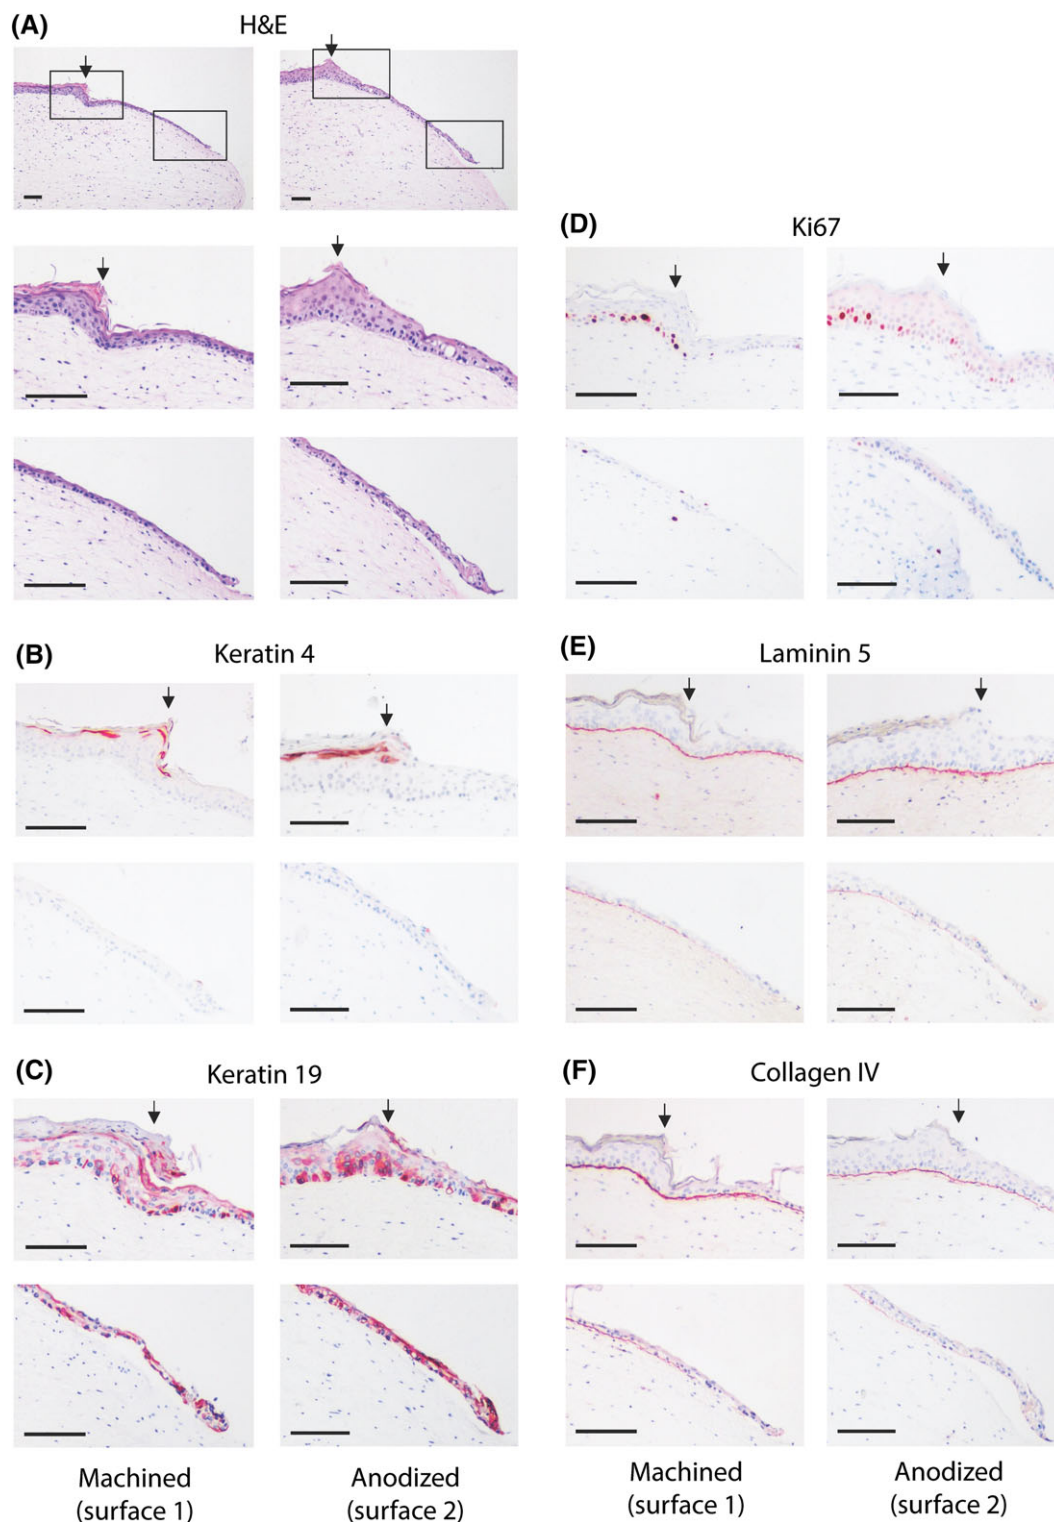 (A)
H&E
(B)
Keratin 4
(C)
Keratin 19
Machined
(surface 1)
Anodized
(surface 2)
(D)
Ki67
(E)
Laminin 5
(F)
Collagen IV
Machined
(surface 1)
Anodized
(surface 2)